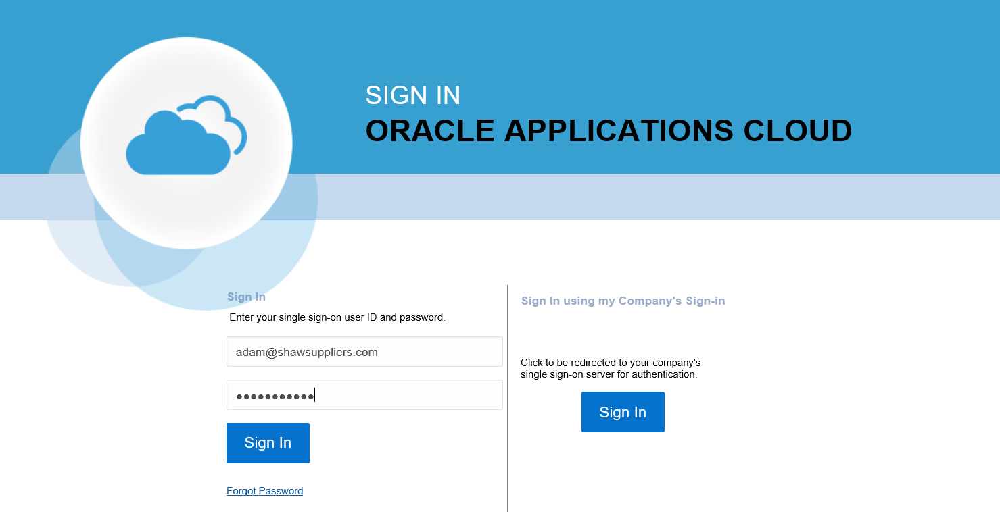 SIGN IN
ORACLE APPLICATIONS CLOUD
Sign In
Enter your single sign-on user ID and password.
adam@shawsuppliers.com
●●●●●●●●●●●
Sign In
Forgot Password
Sign In using my Company's Sign-in
Click to be redirected to your company's
single sign-on server for authentication.
Sign In